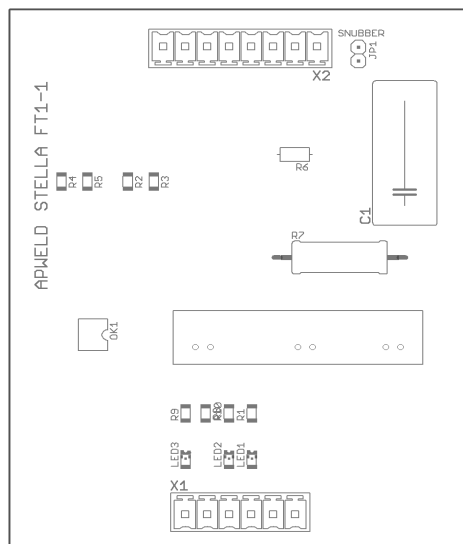 SNUBBER
JP1
X2
APWELD STELLA FT1-1
R4
R5
R2
R3
R6
C1
R7
OK1
R9
R10
R1
LED3
LED2
LED1
X1